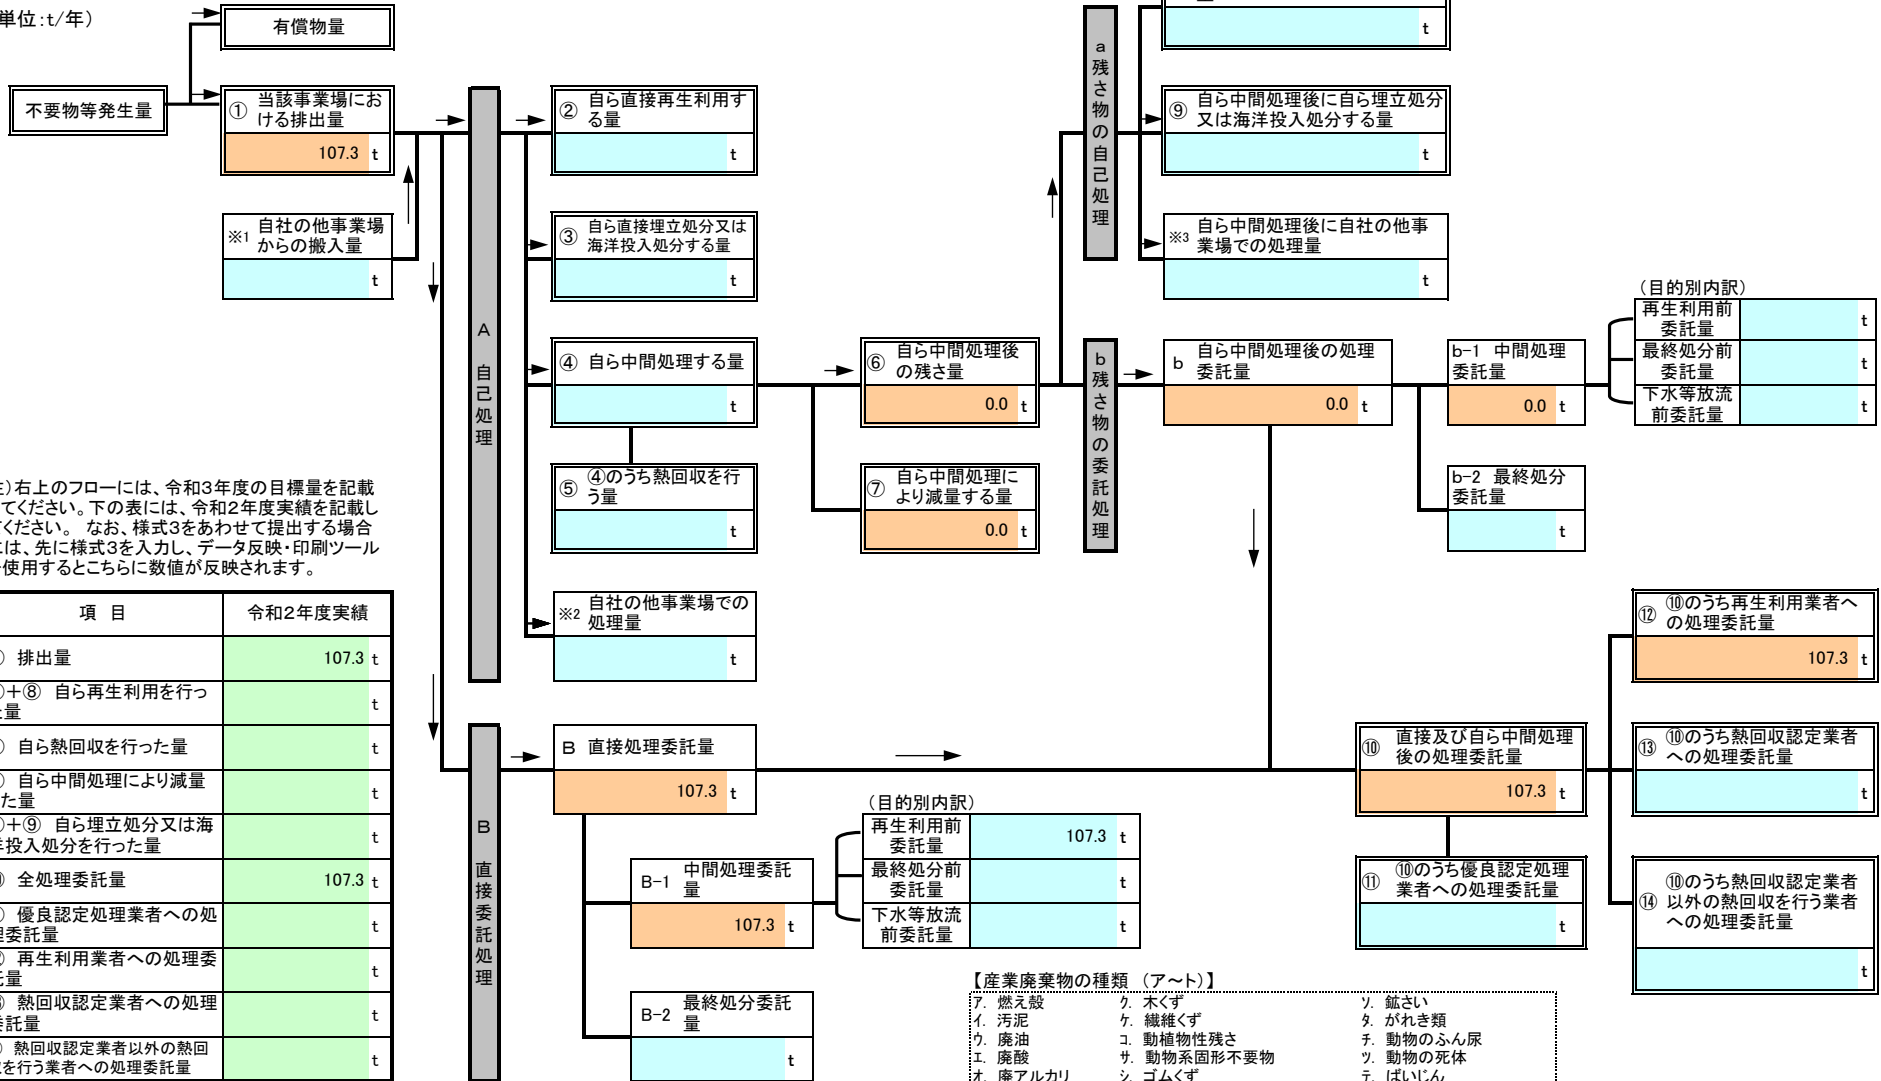 単位:t/年)
有償物量
不要物等発生量
① 当該事業場にお
ける排出量
107.3 t
※1 自社の他事業場
からの搬入量
t
A 自己処理
② 自ら直接再生利用す
る量
t
③ 自ら直接埋立処分又は
海洋投入処分する量
t
④ 自ら中間処理する量
t
⑤ ④のうち熱回収を行
う量
t
※2 自社の他事業場での
処理量
t
⑥ 自ら中間処理後
の残さ量
0.0 t
⑦ 自ら中間処理に
より減量する量
0.0 t
a 残さ物の自己処理
t
⑨ 自ら中間処理後に自ら埋立処分
又は海洋投入処分する量
t
※3 自ら中間処理後に自社の他事
業場での処理量
t
b 残さ物の委託処理
b 自ら中間処理後の処理
委託量
0.0 t
b-1 中間処理
委託量
0.0 t
b-2 最終処分
委託量
t
(目的別内訳)
再生利用前
委託量
t
最終処分前
委託量
t
下水等放流
前委託量
t
)右上のフローには、令和3年度の目標量を記載
てください。下の表には、令和2年度実績を記載し
ください。 なお、様式3をあわせて提出する場合
は、先に様式3を入力し、データ反映・印刷ツール
使用するとこちらに数値が反映されます。
項 目 令和2年度実績
) 排出量 107.3 t
)+⑧ 自ら再生利用を行っ
量
t
) 自ら熱回収を行った量 t
) 自ら中間処理により減量
た量
t
)+⑨ 自ら埋立処分又は海
投入処分を行った量
t
) 全処理委託量 107.3 t
) 優良認定処理業者への処
委託量
t
) 再生利用業者への処理委
量
t
) 熱回収認定業者への処理
託量
t
) 熱回収認定業者以外の熱回
を行う業者への処理委託量
t
B 直接委託処理
B 直接処理委託量
107.3 t
B-1 中間処理委託
量
107.3 t
B-2 最終処分委託
量
t
(目的別内訳)
再生利用前
委託量
107.3 t
最終処分前
委託量
t
下水等放流
前委託量
t
⑩ 直接及び自ら中間処理
後の処理委託量
107.3 t
⑪ ⑩のうち優良認定処理
業者への処理委託量
t
⑫ ⑩のうち再生利用業者へ
の処理委託量
107.3 t
⑬ ⑩のうち熱回収認定業者
への処理委託量
t
⑭ ⑩のうち熱回収認定業者
以外の熱回収を行う業者
への処理委託量
t
【産業廃棄物の種類 (ア~ト)】
ア. 燃え殻 ク. 木くず ソ. 鉱さい
イ. 汚泥 ケ. 繊維くず タ. がれき類
ウ. 廃油 コ. 動植物性残さ チ. 動物のふん尿
エ. 廃酸 サ. 動物系固形不要物 ツ. 動物の死体
オ. 廃アルカリ シ. ゴムくず テ. ばいじん